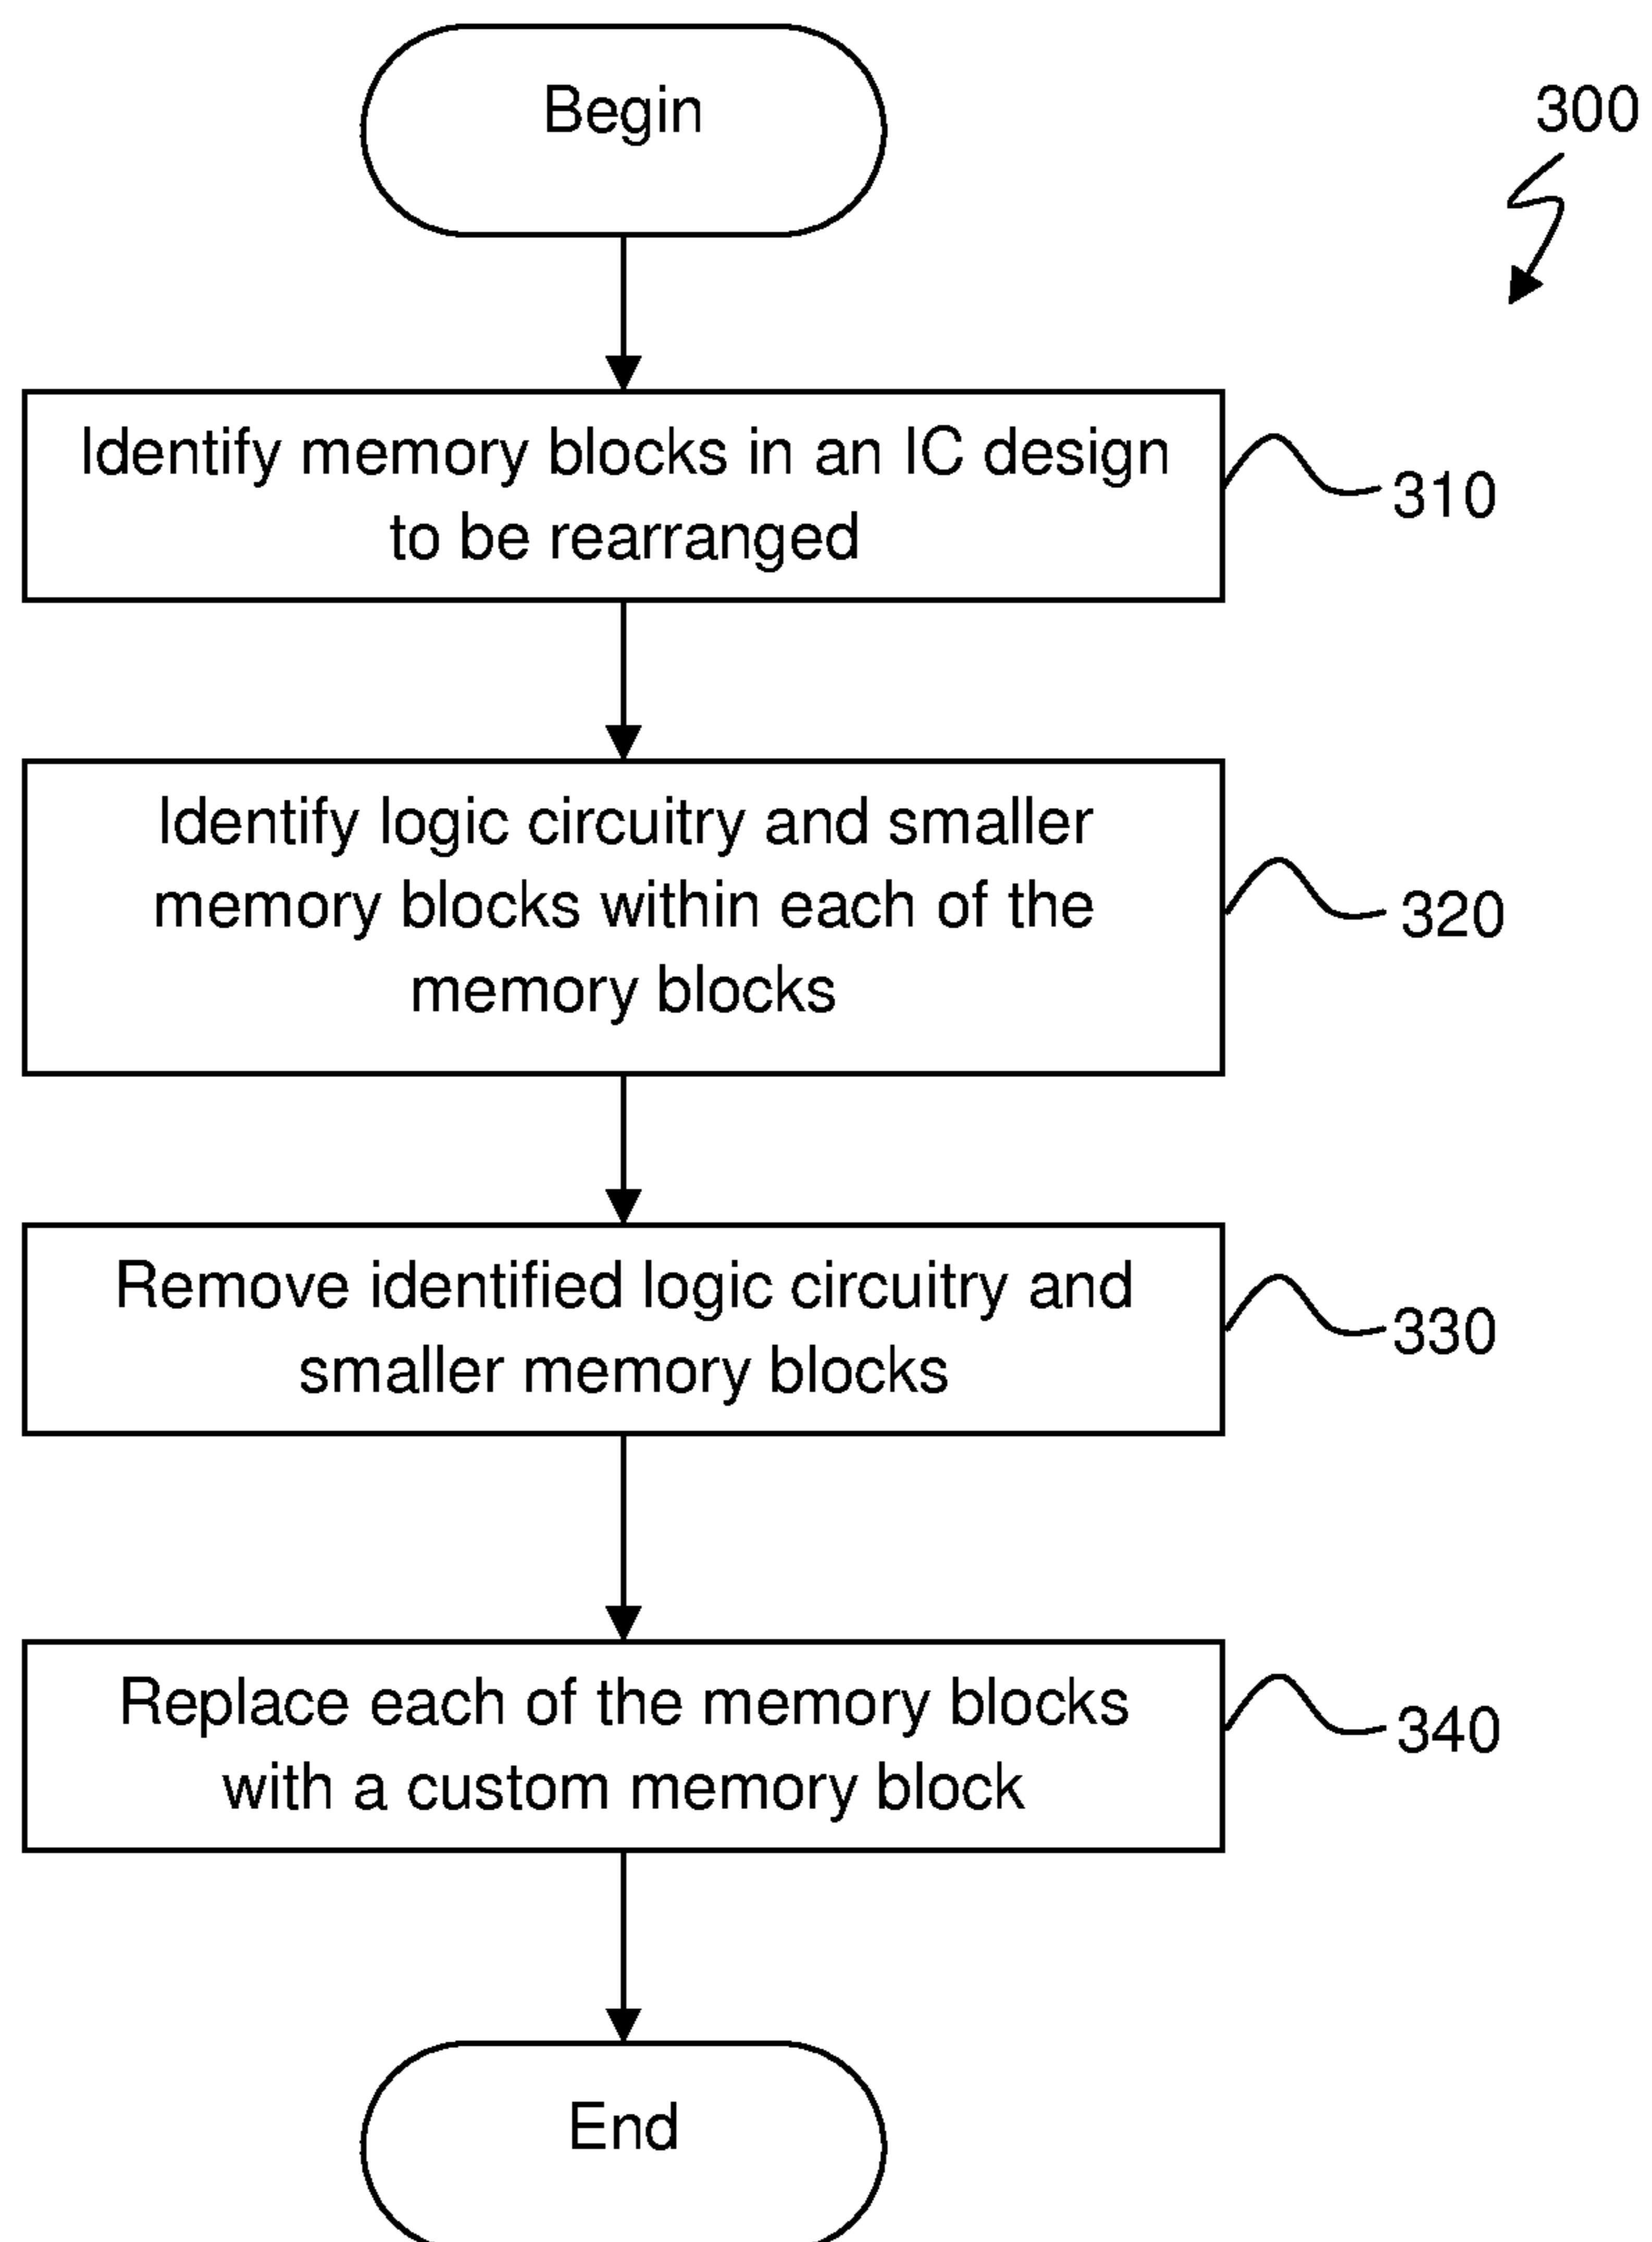 Begin
300
Identify memory blocks in an IC design
to be rearranged
310
Identify logic circuitry and smaller
memory blocks within each of the
memory blocks
320
Remove identified logic circuitry and
smaller memory blocks
330
Replace each of the memory blocks
with a custom memory block
340
End